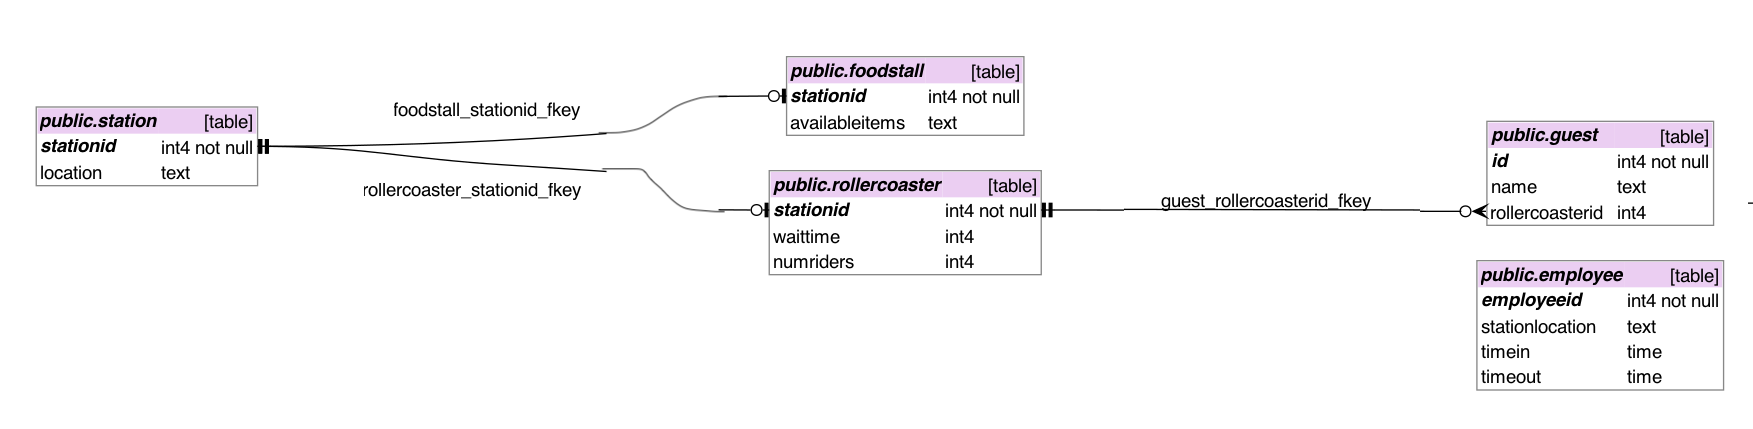 public.station [table]
stationid int4 not null
location text
foodstall_stationid_fkey
rollercoaster_stationid_fkey
public.foodstall [table]
stationid int4 not null
availableitems text
public.rollercoaster [table]
stationid int4 not null
waittime int4
numriders int4
guest_rollercoasterid_fkey
public.guest [table]
id int4 not null
name text
rollercoasterid int4
public.employee [table]
employeeid int4 not null
stationlocation text
timein time
timeout time